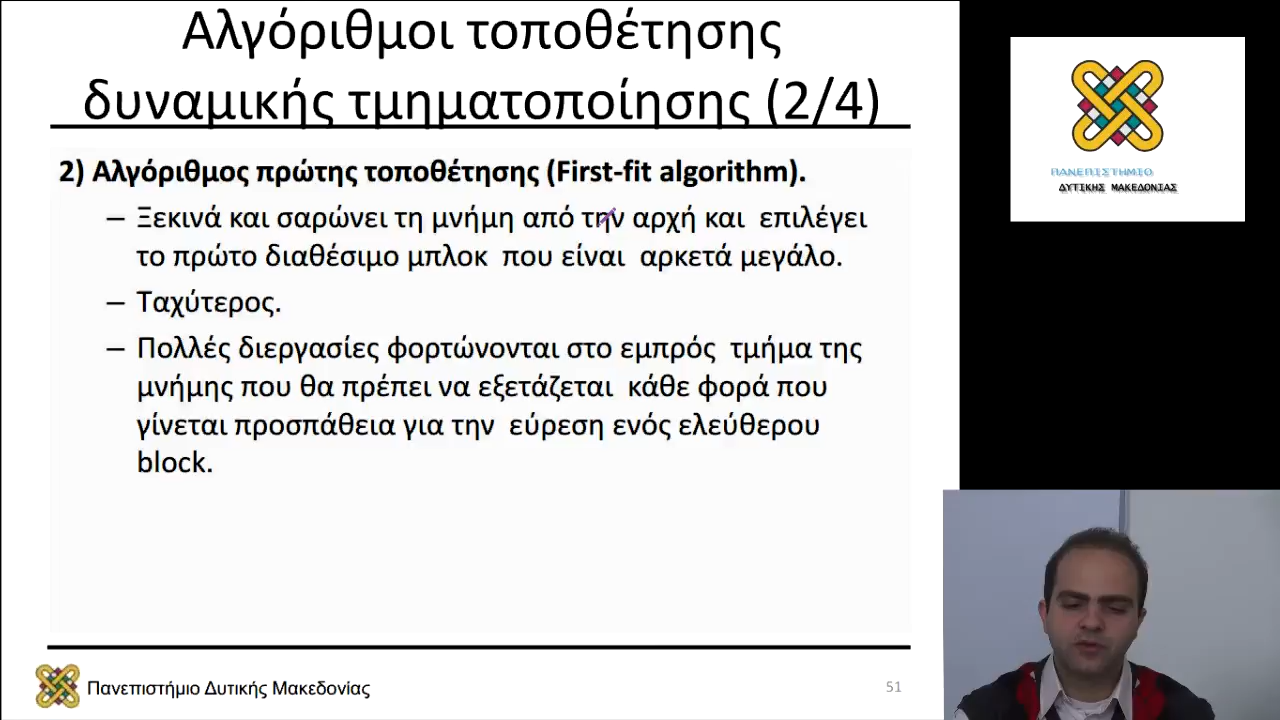 Αλγόριθμοι τοποθέτησης
δυναμικής τμηματοποίησης (2/4)
2) Αλγόριθμος πρώτης τοποθέτησης (First-fit algorithm).
– Ξεκινά και σαρώνει τη μνήμη από την αρχή και επιλέγει
το πρώτο διαθέσιμο μπλοκ που είναι αρκετά μεγάλο.
– Ταχύτερος.
– Πολλές διεργασίες φορτώνονται στο εμπρός τμήμα της
μνήμης που θα πρέπει να εξετάζεται κάθε φορά που
γίνεται προσπάθεια για την εύρεση ενός ελεύθερου
block.
Πανεπιστήμιο Δυτικής Μακεδονίας
51
ΠΑΝΕΠΙΣΤΗΜΙΟ
ΔΥΤΙΚΗΣ ΜΑΚΕΔΟΝΙΑΣ